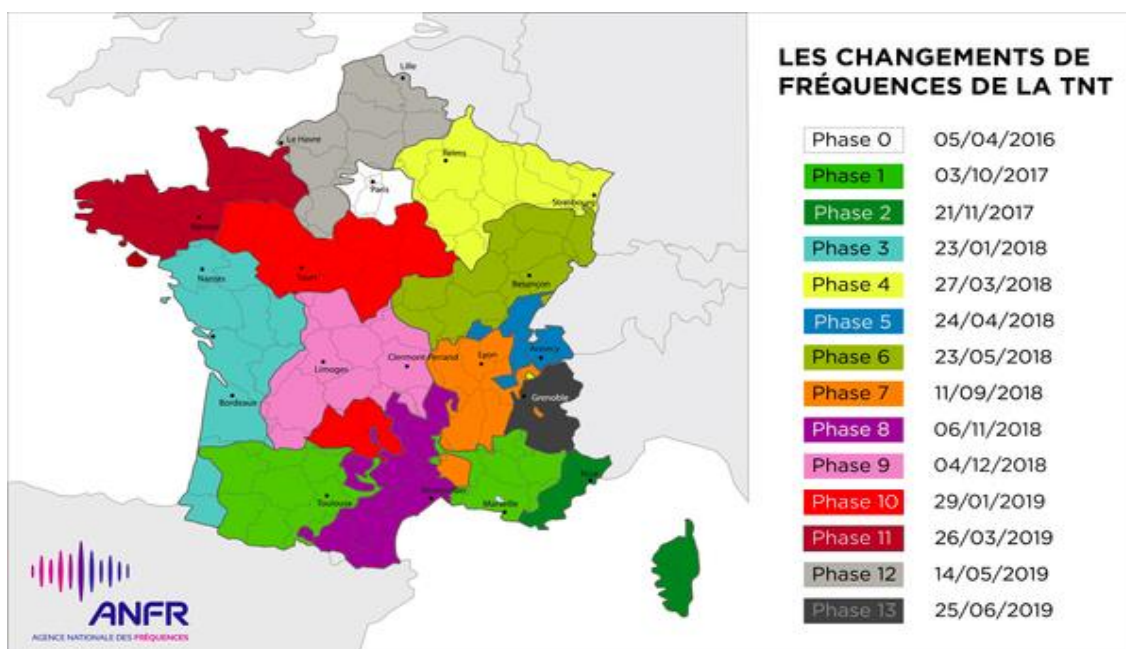 LES CHANGEMENTS DE
FRÉQUENCES DE LA TNT
Phase 0 05/04/2016
Phase 1 03/10/2017
Phase 2 21/11/2017
Phase 3 23/01/2018
Phase 4 27/03/2018
Phase 5 24/04/2018
Phase 6 23/05/2018
Phase 7 11/09/2018
Phase 8 06/11/2018
Phase 9 04/12/2018
Phase 10 29/01/2019
Phase 11 26/03/2019
Phase 12 14/05/2019
Phase 13 25/06/2019
Lille
Le Havre
Reims
Paris
Strasbourg
Rennes
Tours
Nantes
Besançon
Annecy
Lyon
Clermont-Ferrand
Limoges
Grenoble
Bordeaux
Toulouse
Montpellier
Marseille
Nice
ANFR
AGENCE NATIONALE DES FRÉQUENCES